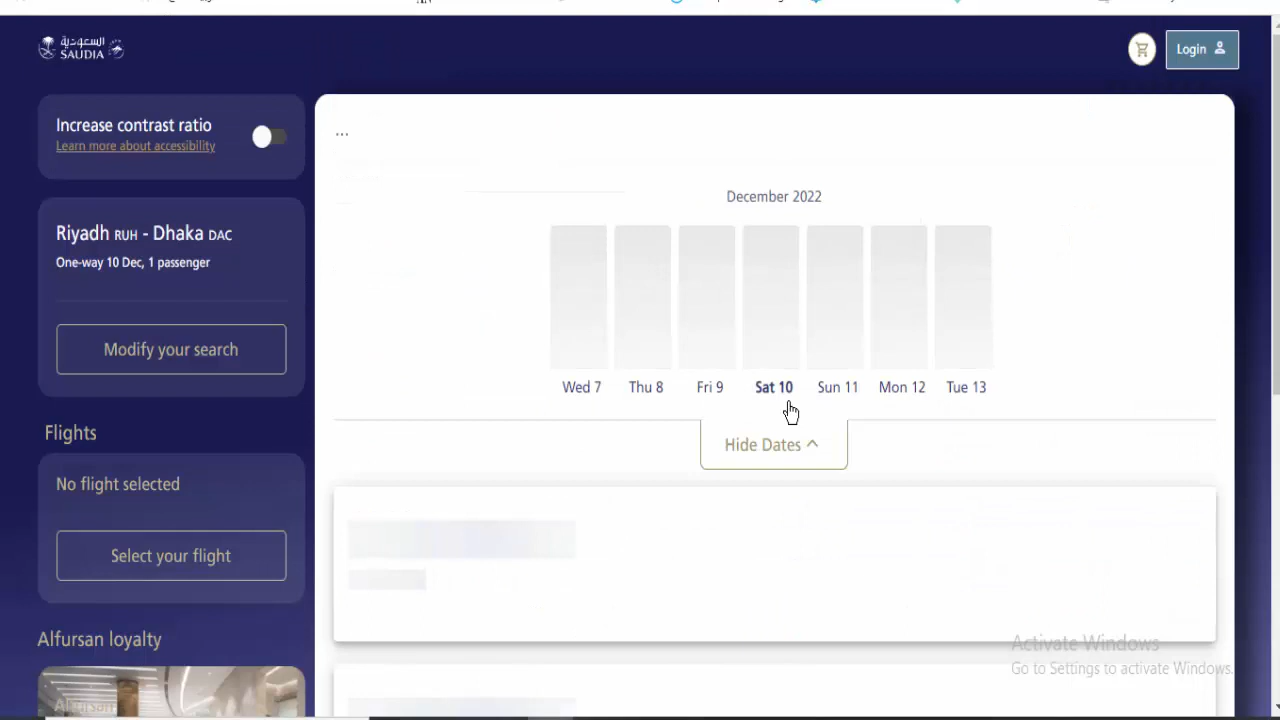 السعودية
SAUDIA
Login
Increase contrast ratio
Learn more about accessibility
Riyadh RUH - Dhaka DAC
One-way 10 Dec, 1 passenger
Modify your search
Flights
No flight selected
Select your flight
Alfursan loyalty
Alfursan
...
December 2022
Wed 7
Thu 8
Fri 9
Sat 10
Sun 11
Mon 12
Tue 13
Hide Dates
Activate Windows
Go to Settings to activate Windows.